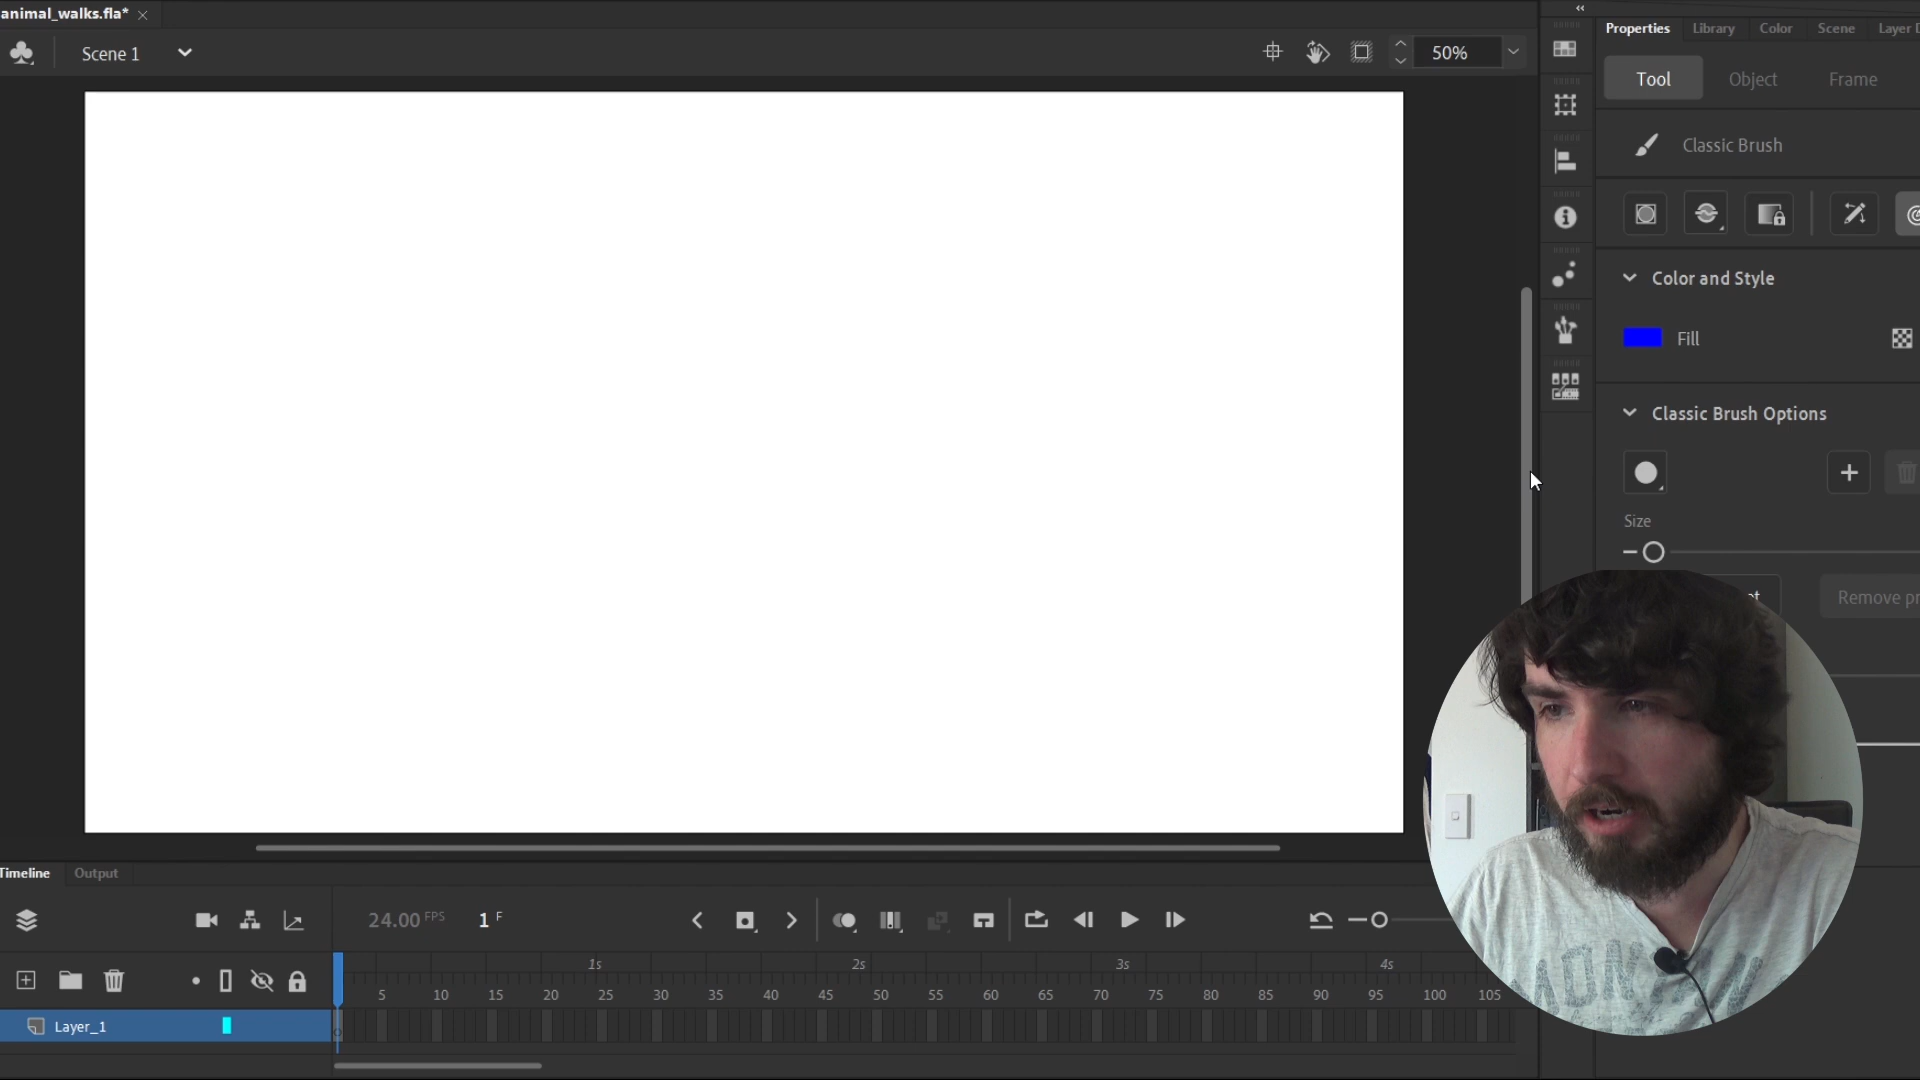 animal_walks.fla*
Scene 1
50%
Properties
Library
Color
Scene
Layer
Tool
Object
Frame
Classic Brush
Color and Style
Fill
Classic Brush Options
Size
Remove
Timeline
Output
24.00 FPS
1 F
1s
2s
3s
4s
5
10
15
20
25
30
35
40
45
50
55
60
65
70
75
80
85
90
95
100
105
Layer_1